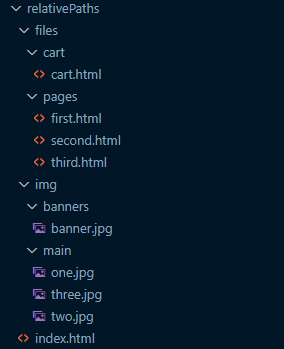 relativePaths
files
cart
cart.html
pages
first.html
second.html
third.html
img
banners
banner.jpg
main
one.jpg
three.jpg
two.jpg
index.html